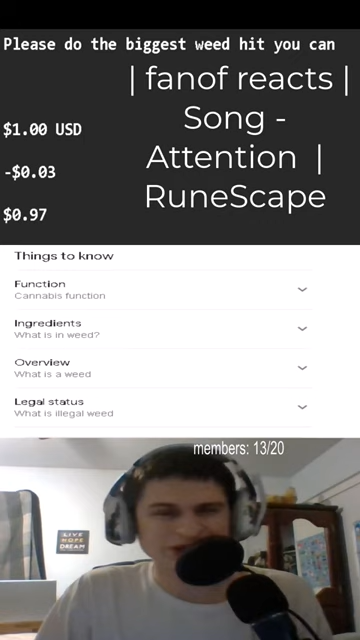 Please do the biggest weed hit you can
| fanof reacts |
Song -
Attention |
RuneScape
$1.00 USD
-$0.03
$0.97
Things to know
Function
Cannabis function
Ingredients
What is in weed?
Overview
What is a weed
Legal status
What is illegal weed
members: 13/20
LIVE
HOPE
DREAM